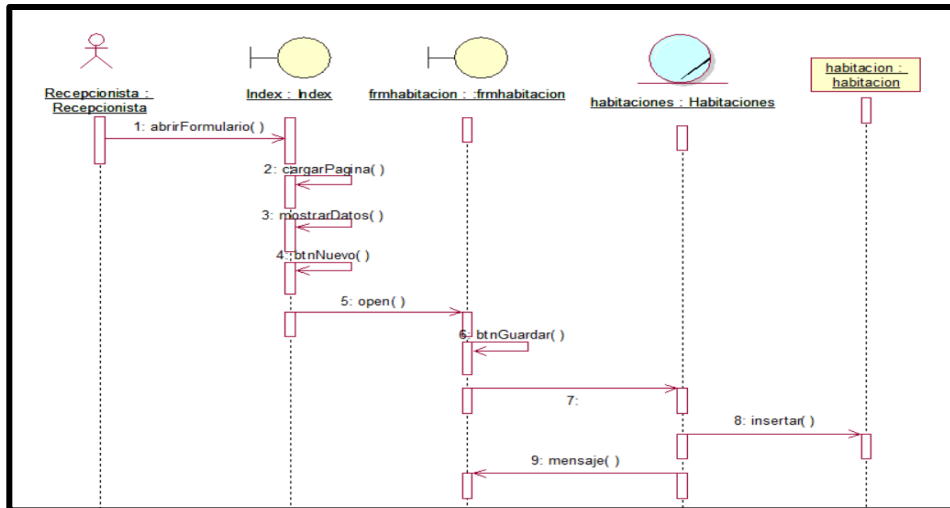 Recepcionista :
Recepcionista
Index : Index
frmhabitacion : :frmhabitacion
habitaciones : Habitaciones
habitacion :
habitacion
1: abrirFormulario( )
2: cargarPagina( )
3: mostrarDatos( )
4: btnNuevo( )
5: open( )
6: btnGuardar( )
7:
8: insertar( )
9: mensaje( )